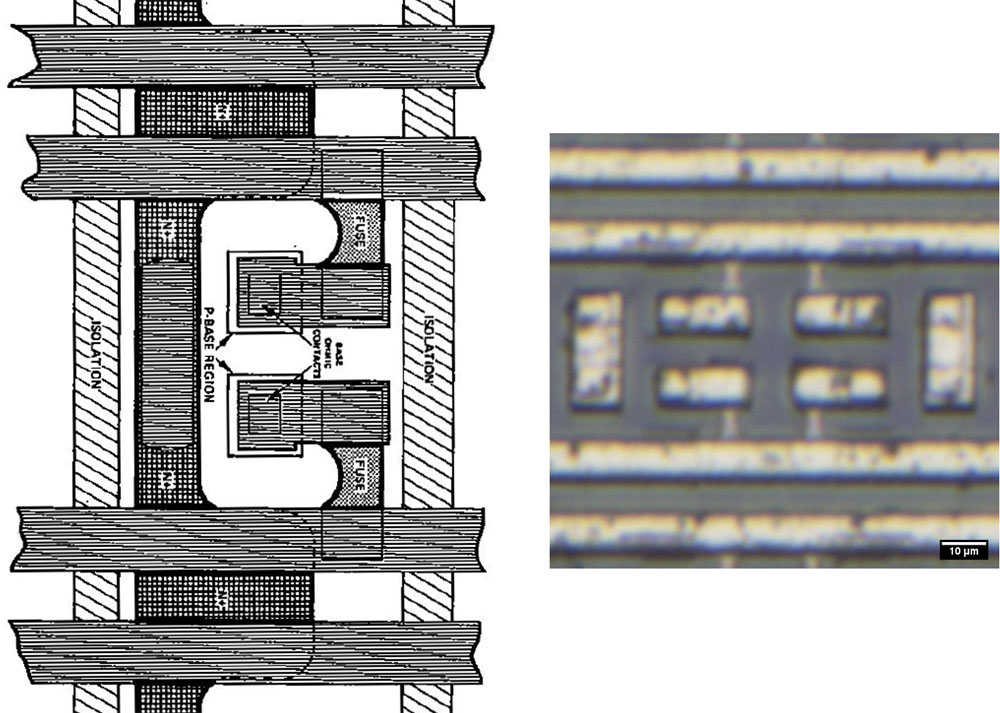 N+
N+
FUSE
P-BASE REGION
BASE
OHMIC
CONTACTS
ISOLATION
ISOLATION
N+
FUSE
N+
10 µm